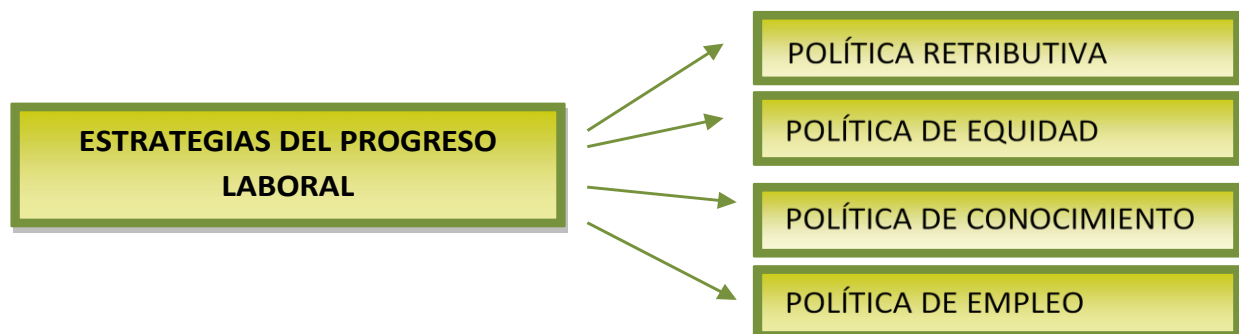 ESTRATEGIAS DEL PROGRESO
LABORAL
POLÍTICA RETRIBUTIVA
POLÍTICA DE EQUIDAD
POLÍTICA DE CONOCIMIENTO
POLÍTICA DE EMPLEO